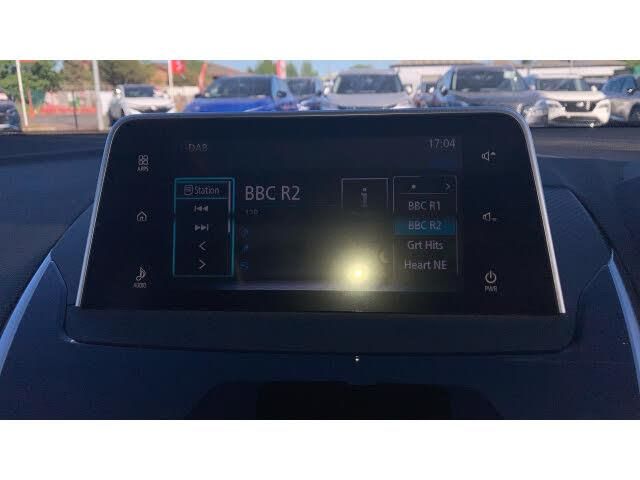 DAB 17:04
APPS
Station
BBC R2
i
BBC R1
BBC R2
Grt Hits
Heart NE
AUDIO
PWR